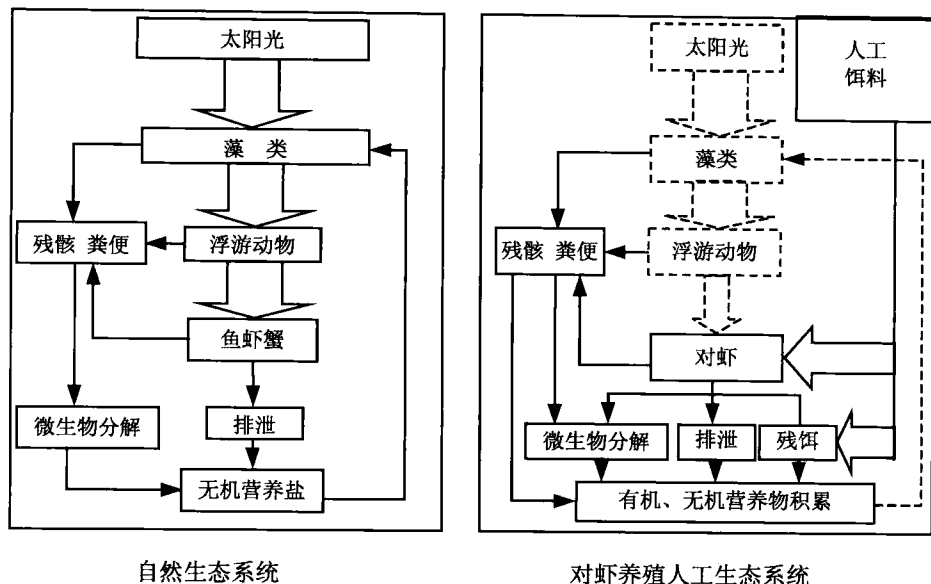 太阳光
藻 类
残骸 粪便
浮游动物
鱼虾蟹
微生物分解
排泄
无机营养盐
自然生态系统
太阳光
人工
饵料
藻类
残骸 粪便
浮游动物
对虾
微生物分解
排泄
残饵
有机、无机营养物积累
对虾养殖人工生态系统